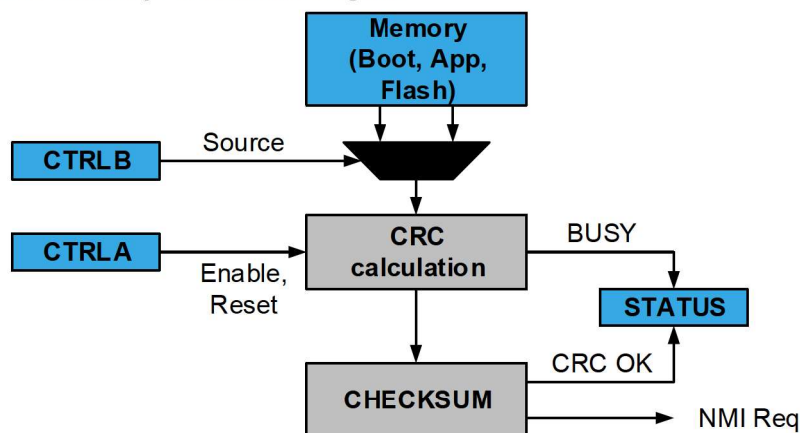 Memory
(Boot, App,
Flash)
Source
CTRLB
CTRLA
Enable,
Reset
CRC
calculation
BUSY
STATUS
CRC OK
CHECKSUM
NMI Req